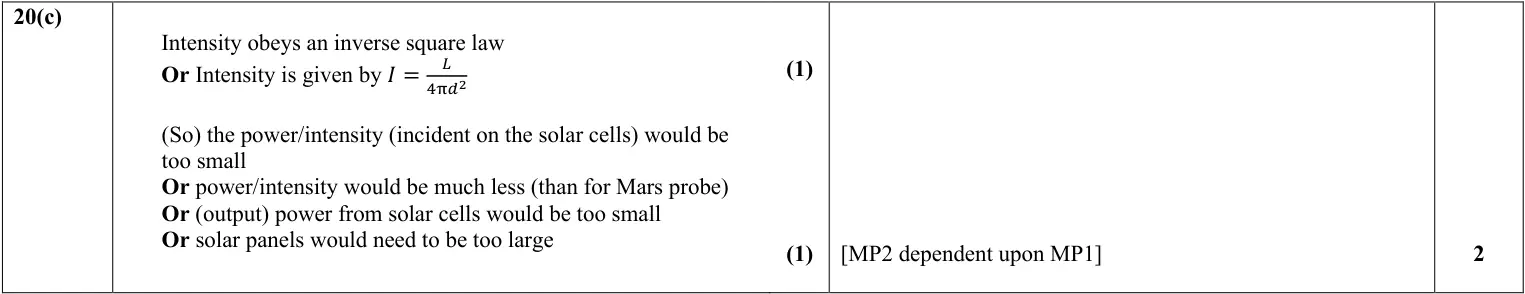 20(c)
Intensity obeys an inverse square law
Or Intensity is given by 𝐼 = 𝐿/4π𝑑² (1)
(So) the power/intensity (incident on the solar cells) would be
too small
Or power/intensity would be much less (than for Mars probe)
Or (output) power from solar cells would be too small
Or solar panels would need to be too large
(1) [MP2 dependent upon MP1] 2